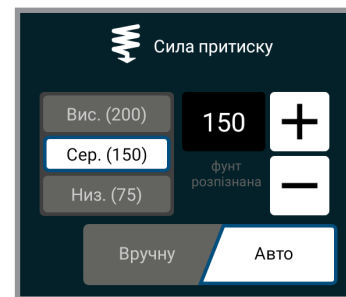 Сила притиску
Вис. (200)
Сер. (150)
Низ. (75)
150
фунт
розпізнана
Вручну
Авто